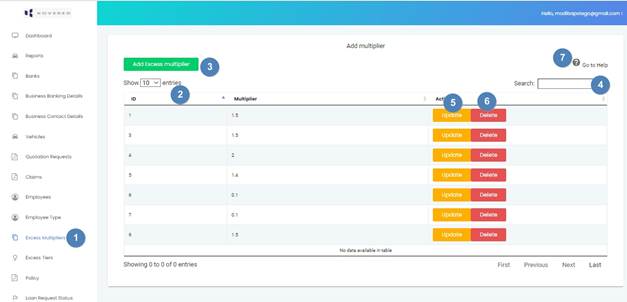 KOVERED
Hello, modibapelego@gmail.com !
Dashboard
Reports
Banks
Business Banking Details
Business Contact Details
Vehicles
Quotation Requests
Claims
Employees
Employee Type
Excess Multipliers 1
Excess Tiers
Policy
Loan Request Status
Add multiplier
Add Excess multiplier 3
7 Go to Help
Show 10 entries
Search: 4
2
5 6
ID Multiplier Act
1 1.5 Update Delete
3 1.5 Update Delete
4 2 Update Delete
5 1.4 Update Delete
6 0.1 Update Delete
7 0.1 Update Delete
8 1.5 Update Delete
No data available in table
Showing 0 to 0 of 0 entries
First Previous Next Last